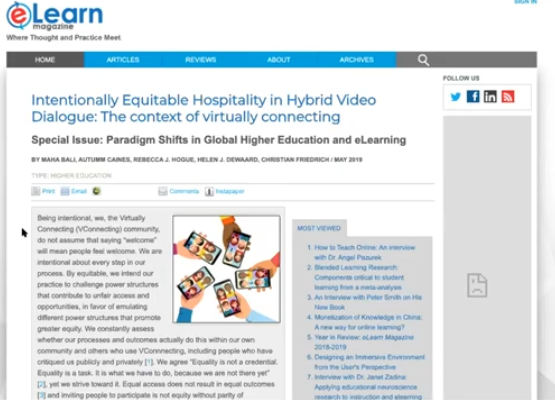 SIGN IN
eLearn
magazine
Where Thought and Practice Meet
HOME
ARTICLES
REVIEWS
ABOUT
ARCHIVES
FOLLOW US
Intentionally Equitable Hospitality in Hybrid Video
Dialogue: The context of virtually connecting
Special Issue: Paradigm Shifts in Global Higher Education and eLearning
BY MAHA BALI, AUTUMM CAINES, REBECCA J. HOGUE, HELEN J. DEWAARD, CHRISTIAN FRIEDRICH / MAY 2019
TYPE: HIGHER EDUCATION
Print
Email
Comments
Instapaper
Being intentional, we, the Virtually
Connecting (VConnecting) community,
do not assume that saying "welcome"
will mean people feel welcome. We are
intentional about every step in our
process. By equitable, we intend our
practice to challenge power structures
that contribute to unfair access and
opportunities, in favor of emulating
different power structures that promote
greater equity. We constantly assess
whether our processes and outcomes actually do this within our own
community and others who use VConnecting, including people who have
critiqued us publicly and privately [1]. We agree "Equality is not a credential.
Equality is a task. It is what we have to do, because we are not there yet"
[2], yet we strive toward it. Equal access does not result in equal outcomes
[3] and inviting people to participate is not equity without parity of
MOST VIEWED
1. How to Teach Online: An interview
with Dr. Angel Pazurek
2. Blended Learning Research:
Components critical to student
learning from a meta-analysis
3. An Interview with Peter Smith on His
New Book
4. Monetization of Knowledge in China:
A new way for online learning?
5. Year in Review: eLearn Magazine
2018-2019
6. Designing an Immersive Environment
from the User's Perspective
7. Interview with Dr. Janet Zadina:
Applying educational neuroscience
research to instruction and elearning